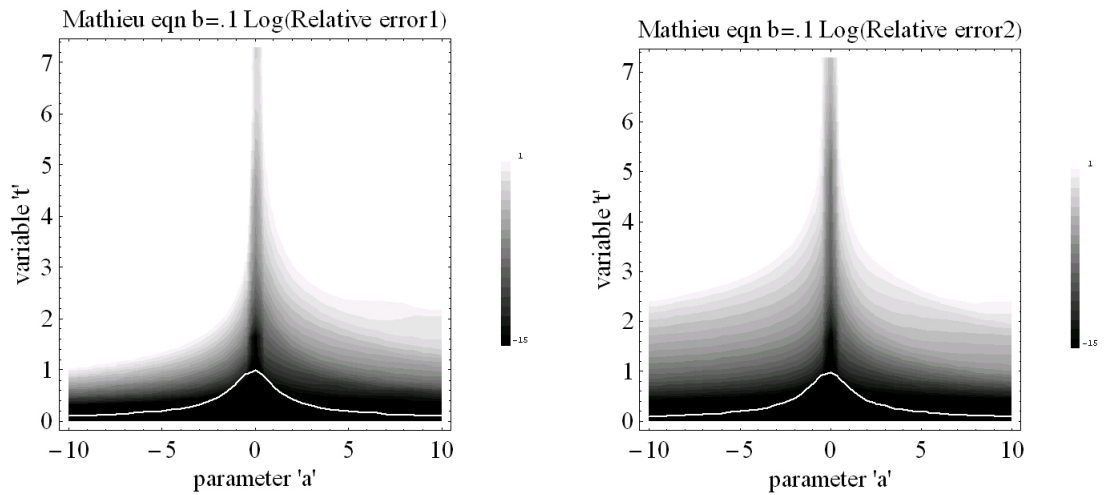 Mathieu eqn b=.1 Log(Relative error1)
7
6
5
4
3
2
1
0
variable 't'
−10 −5 0 5 10
parameter 'a'
1
-15
Mathieu eqn b=.1 Log(Relative error2)
7
6
5
4
3
2
1
0
variable 't'
−10 −5 0 5 10
parameter 'a'
1
-15